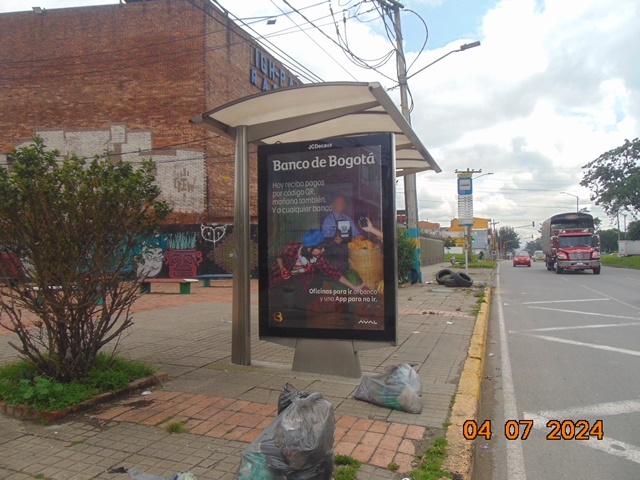 JCDecaux
Banco de Bogotá
Hoy recibo pagos
por código QR,
mañana también.
Y a cualquier banco.
Oficinas para ir al banco
y una App para no ir.
AVAL
04 07 2024